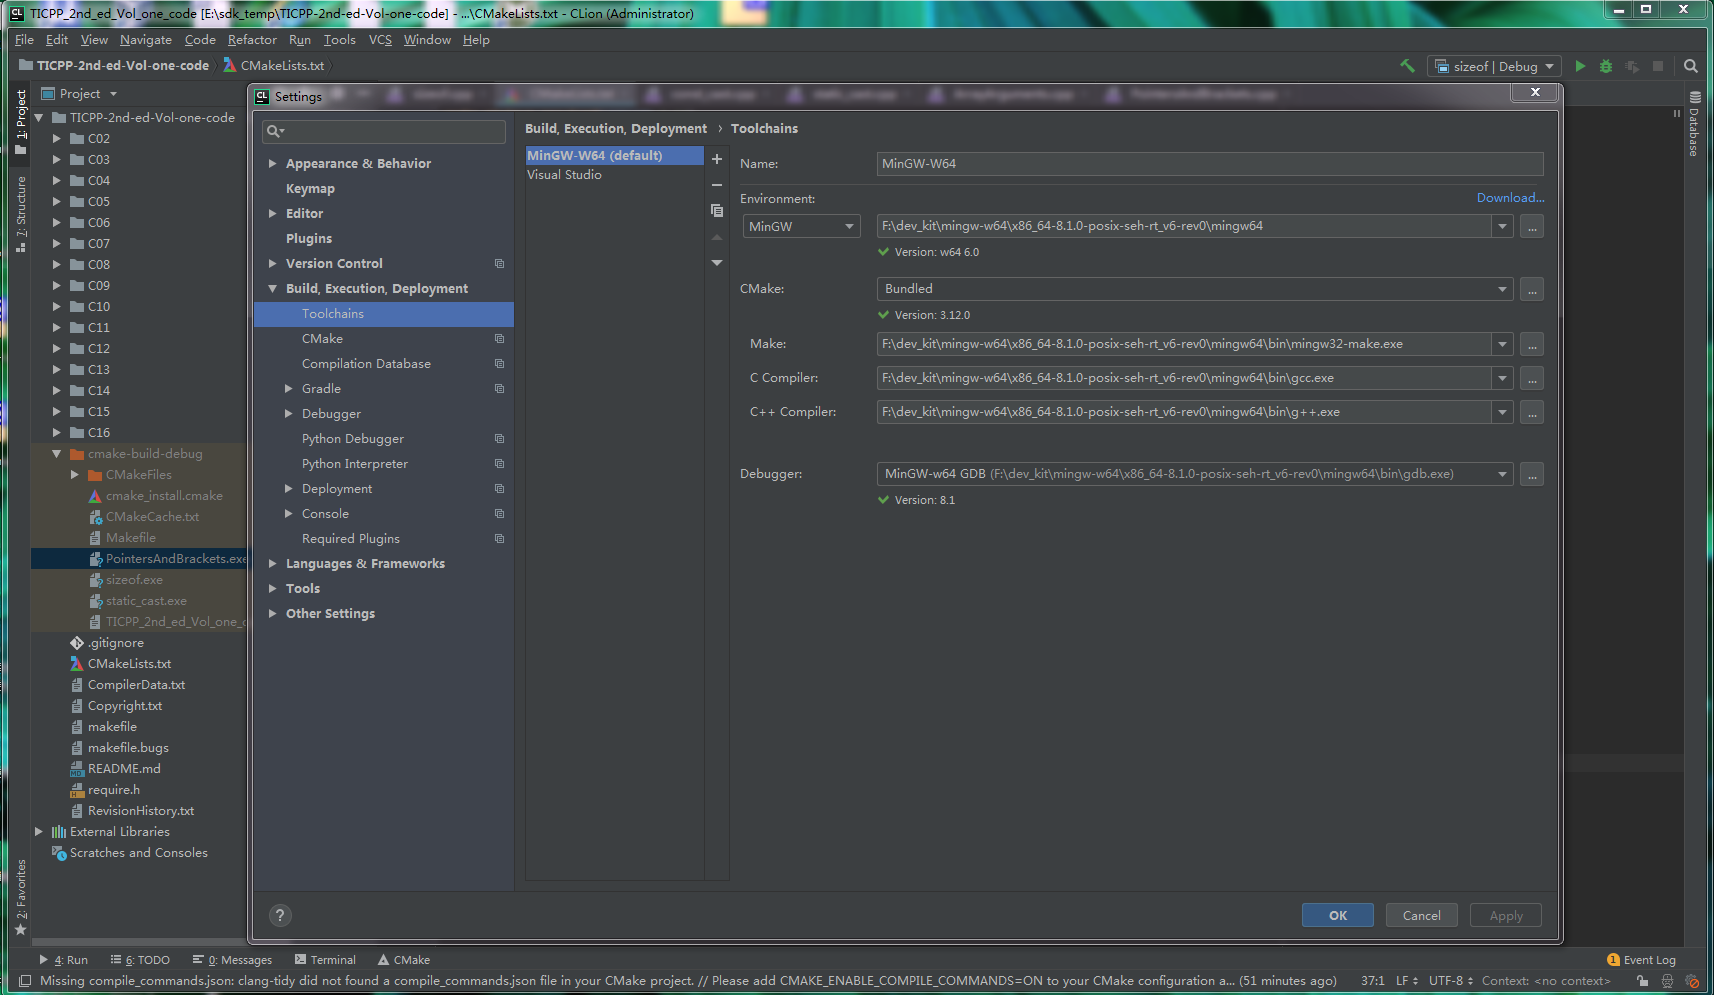 TICPP_2nd_ed_Vol_one_code [E:\sdk_temp\TICPP-2nd-ed-Vol-one-code] - ...\CMakeLists.txt - CLion (Administrator)
File Edit View Navigate Code Refactor Run Tools VCS Window Help
TICPP-2nd-ed-Vol-one-code CMakeLists.txt sizeof | Debug
1: Project
7: Structure
2: Favorites
Project
TICPP-2nd-ed-Vol-one-code
C02
C03
C04
C05
C06
C07
C08
C09
C10
C11
C12
C13
C14
C15
C16
cmake-build-debug
CMakeFiles
cmake_install.cmake
CMakeCache.txt
Makefile
PointersAndBrackets.exe
sizeof.exe
static_cast.exe
TICPP_2nd_ed_Vol_one_c
.gitignore
CMakeLists.txt
CompilerData.txt
Copyright.txt
makefile
makefile.bugs
README.md
require.h
RevisionHistory.txt
External Libraries
Scratches and Consoles
Settings
Appearance & Behavior
Keymap
Editor
Plugins
Version Control
Build, Execution, Deployment
Toolchains
CMake
Compilation Database
Gradle
Debugger
Python Debugger
Python Interpreter
Deployment
Console
Required Plugins
Languages & Frameworks
Tools
Other Settings
Build, Execution, Deployment › Toolchains
MinGW-W64 (default)
Visual Studio
Name: MinGW-W64
Environment: Download...
MinGW F:\dev_kit\mingw-w64\x86_64-8.1.0-posix-seh-rt_v6-rev0\mingw64 ...
Version: w64 6.0
CMake: Bundled ...
Version: 3.12.0
Make: F:\dev_kit\mingw-w64\x86_64-8.1.0-posix-seh-rt_v6-rev0\mingw64\bin\mingw32-make.exe ...
C Compiler: F:\dev_kit\mingw-w64\x86_64-8.1.0-posix-seh-rt_v6-rev0\mingw64\bin\gcc.exe ...
C++ Compiler: F:\dev_kit\mingw-w64\x86_64-8.1.0-posix-seh-rt_v6-rev0\mingw64\bin\g++.exe ...
Debugger: MinGW-w64 GDB (F:\dev_kit\mingw-w64\x86_64-8.1.0-posix-seh-rt_v6-rev0\mingw64\bin\gdb.exe) ...
Version: 8.1
? OK Cancel Apply
Database
4: Run 6: TODO 0: Messages Terminal CMake 1 Event Log
Missing compile_commands.json: clang-tidy did not found a compile_commands.json file in your CMake project. // Please add CMAKE_ENABLE_COMPILE_COMMANDS=ON to your CMake configuration a... (51 minutes ago) 37:1 LF UTF-8 Context: <no context>